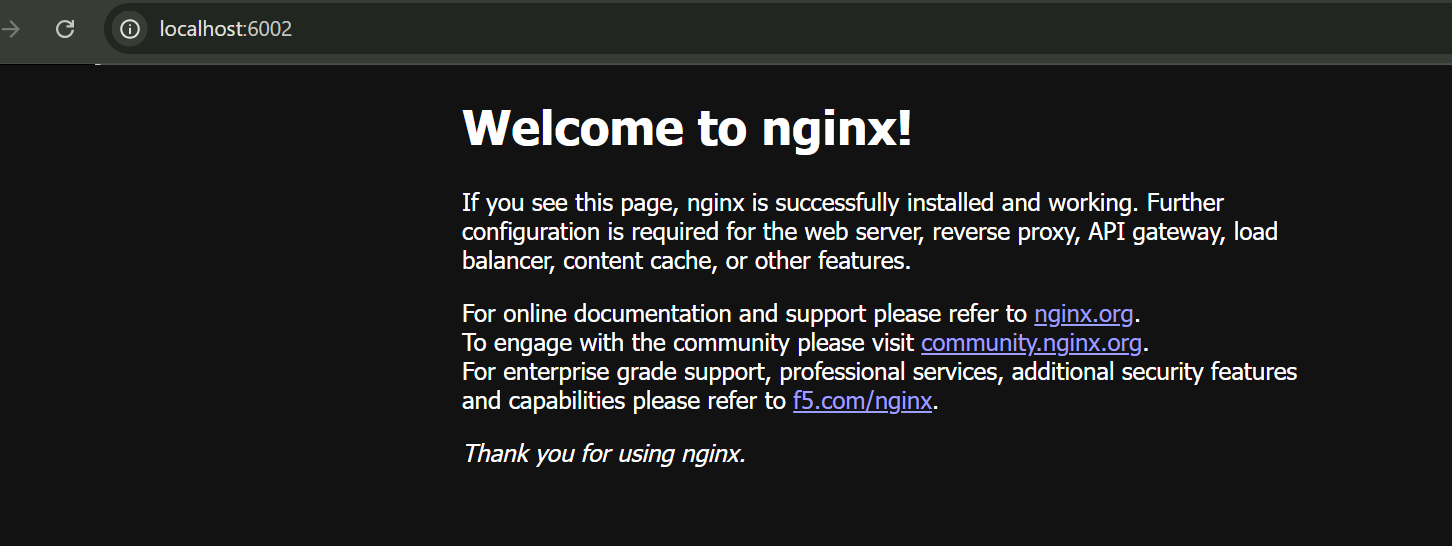 localhost:6002
Welcome to nginx!
If you see this page, nginx is successfully installed and working. Further
configuration is required for the web server, reverse proxy, API gateway, load
balancer, content cache, or other features.
For online documentation and support please refer to nginx.org.
To engage with the community please visit community.nginx.org.
For enterprise grade support, professional services, additional security features
and capabilities please refer to f5.com/nginx.
Thank you for using nginx.